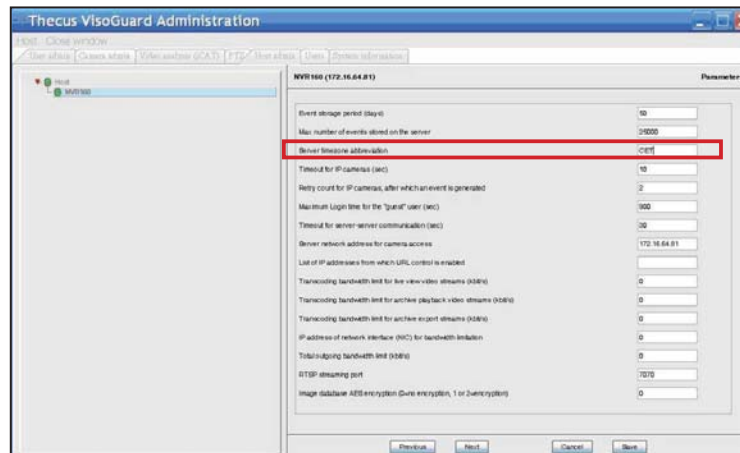 Thecus VisoGuard Administration
Host Close window
User admin Camera admin Video analysis (iCAT) PTZ Host admin Users System information
Host
NVR160
NVR160 (172.16.64.81) Parameter
Event storage period (days)
Max. number of events stored on the server 25000
Server timezone abbreviation CET
Timeout for IP cameras (sec) 10
Retry count for IP cameras, after which an event is generated 2
Maximum Login time for the "guest" user (sec) 900
Timeout for server-server communication (sec) 30
Server network address for camera access 172.16.64.81
List of IP addresses from which URL control is enabled
Transcoding bandwidth limit for live view video streams (kbit/s) 0
Transcoding bandwidth limit for archive playback video streams (kbit/s) 0
Transcoding bandwidth limit for archive export streams (kbit/s) 0
IP address of network interface (NIC) for bandwidth limitation 0
Total outgoing bandwidth limit (kbit/s) 0
RTSP streaming port 7070
Image database AES encryption (0=no encryption, 1 or 2=encryption) 0
Previous Next Cancel Save